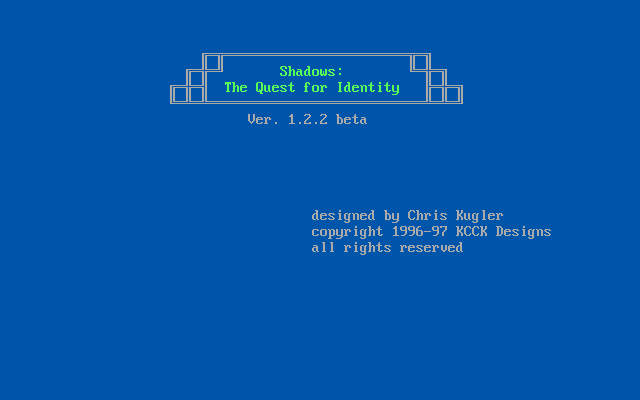 Shadows:
The Quest for Identity
Ver. 1.2.2 beta
designed by Chris Kugler
copyright 1996-97 KCCK Designs
all rights reserved